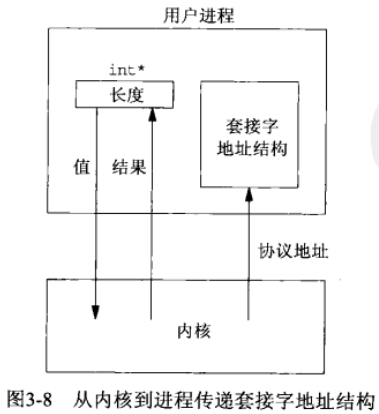 用户进程
int*
长度
套接字
地址结构
值
结果
协议地址
内核
图3-8 从内核到进程传递套接字地址结构